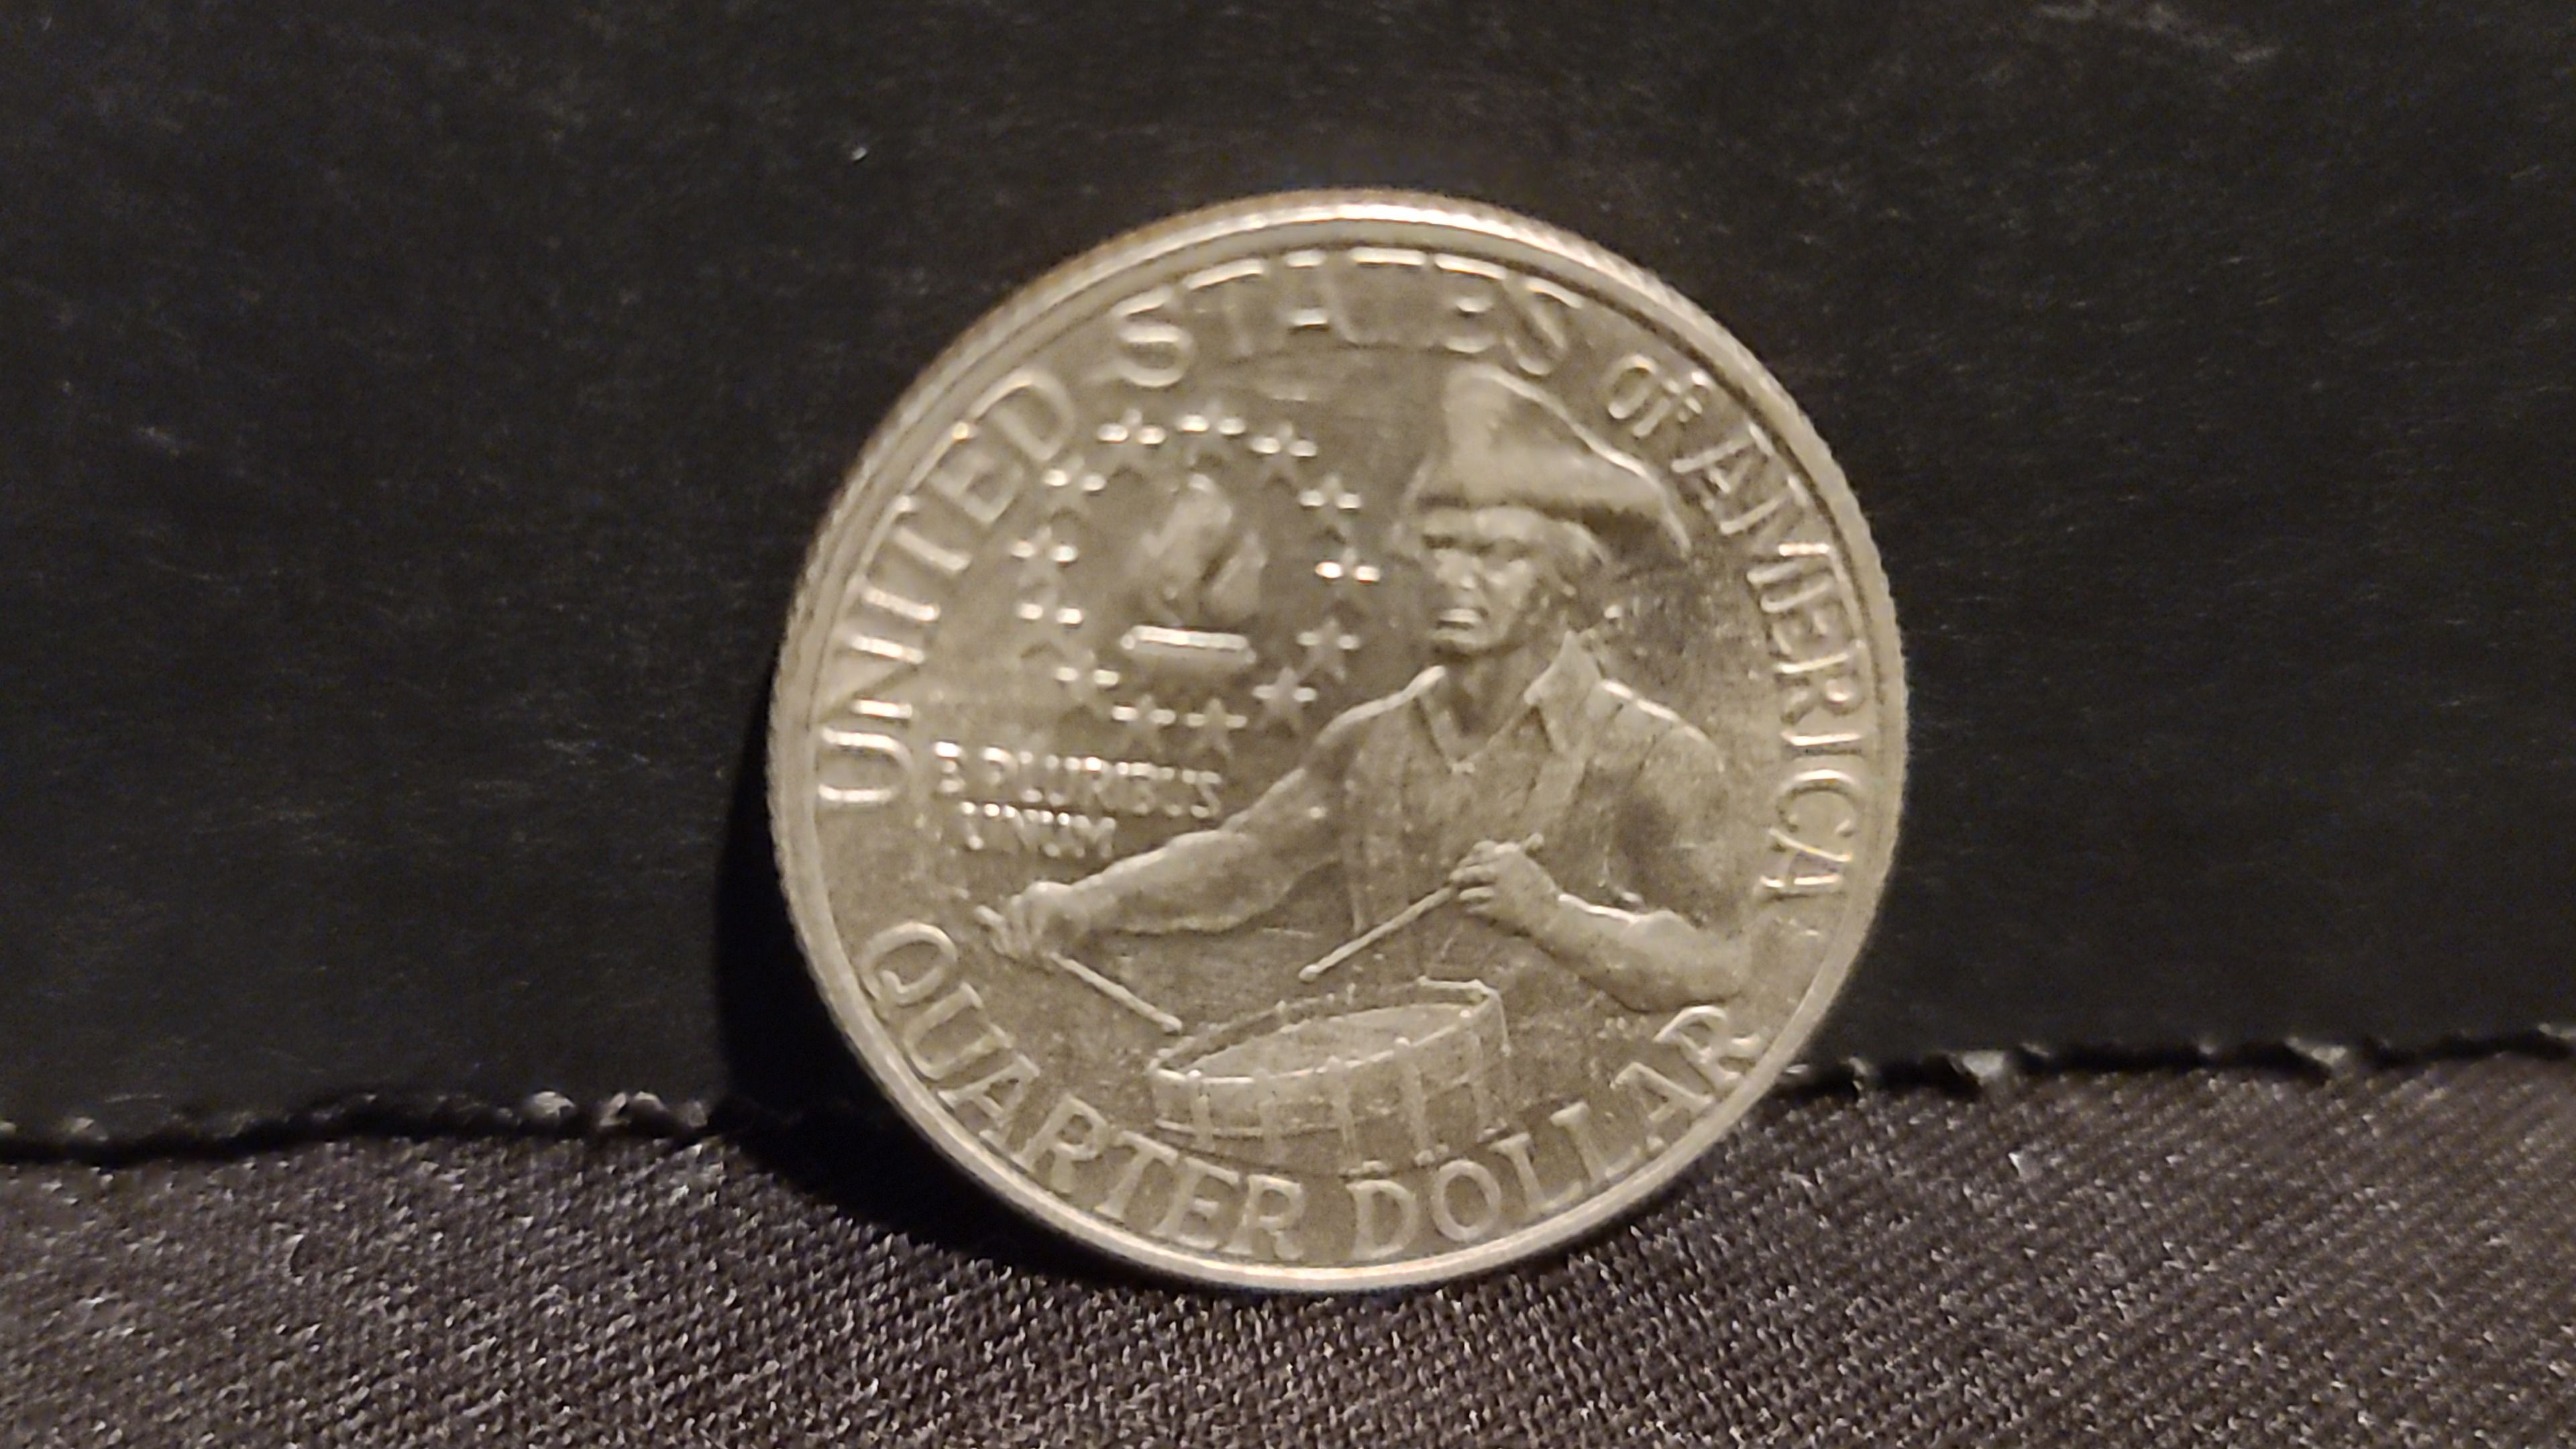 UNITED STATES of AMERICA
E PLURIBUS
UNUM
QUARTER DOLLAR